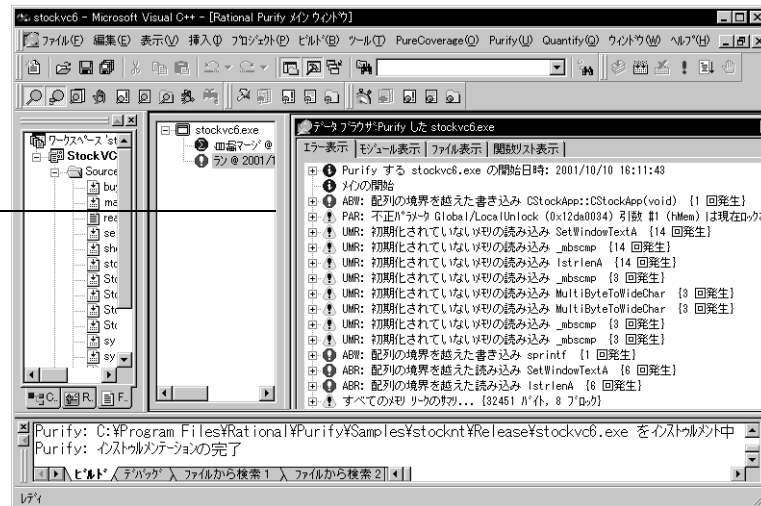 stockvc6 - Microsoft Visual C++ - [Rational Purify メイン ウィンドウ]
ファイル(F) 編集(E) 表示(V) 挿入(I) プロジェクト(P) ビルド(B) ツール(T) PureCoverage(O) Purify(U) Quantify(Q) ウィンドウ(W) ヘルプ(H)
ワークスペース 'st
StockVC
Source
bu
ma
rea
se
sho
sto
Sto
Sto
Sto
Sto
sy
sy
C..
R..
F..
stockvc6.exe
ラン @ 2001/1
データ ブラウザ:Purify した stockvc6.exe
エラー表示 モジュール表示 ファイル表示 関数リスト表示
Purify する stockvc6.exe の開始日時: 2001/10/10 16:11:43
メインの開始
ABW: 配列の境界を越えた書き込み CStockApp::CStockApp(void) {1 回発生}
PAR: 不正パラメータ Global/LocalUnlock (0x12da0034) 引数 #1 (hMem) は現在ロック
UMR: 初期化されていないメモリの読み込み SetWindowTextA {14 回発生}
UMR: 初期化されていないメモリの読み込み _mbscmp {14 回発生}
UMR: 初期化されていないメモリの読み込み lstrlenA {14 回発生}
UMR: 初期化されていないメモリの読み込み _mbscmp {3 回発生}
UMR: 初期化されていないメモリの読み込み MultiByteToWideChar {3 回発生}
UMR: 初期化されていないメモリの読み込み MultiByteToWideChar {3 回発生}
UMR: 初期化されていないメモリの読み込み _mbscmp {3 回発生}
UMR: 初期化されていないメモリの読み込み _mbscmp {3 回発生}
ABW: 配列の境界を越えた書き込み sprintf {1 回発生}
ABR: 配列の境界を越えた読み込み SetWindowTextA {6 回発生}
ABR: 配列の境界を越えた読み込み lstrlenA {6 回発生}
すべてのメモリ リークのサマリ... {32451 バイト, 8 ブロック}
Purify: C:¥Program Files¥Rational¥Purify¥Samples¥stocknt¥Release¥stockvc6.exe をインストゥルメント中
Purify: インストゥルメンテーションの完了
ビルド デバッグ ファイルから検索 1 ファイルから検索 2
レディ